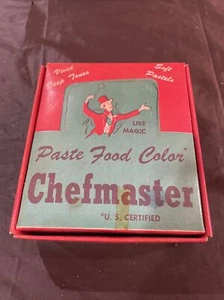 Vivid
Deep Tones
Soft
Pastels
LIKE
MAGIC
Paste Food Color*
Chefmaster
*U. S. CERTIFIED